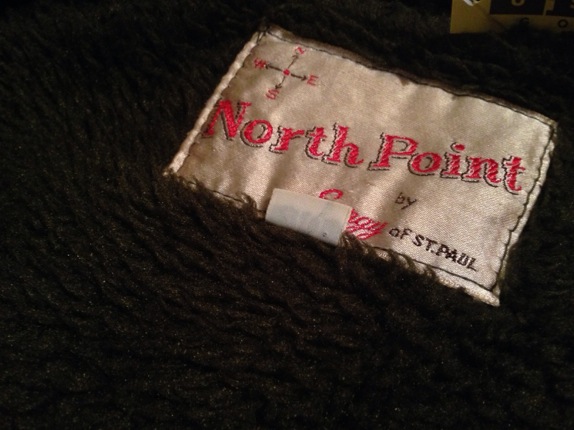 N
W E
S
North Point
by
of ST. PAUL